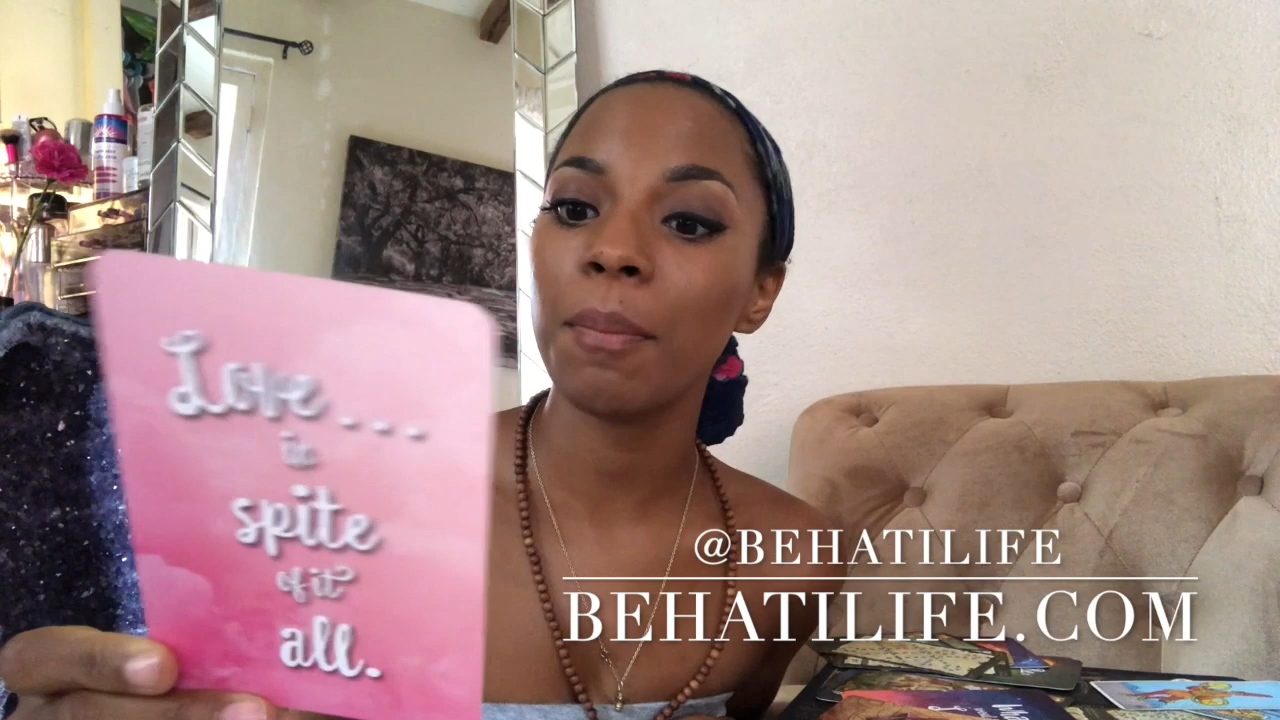 Love...
in
spite
of it
all.
@BEHATILIFE
BEHATILIFE.COM